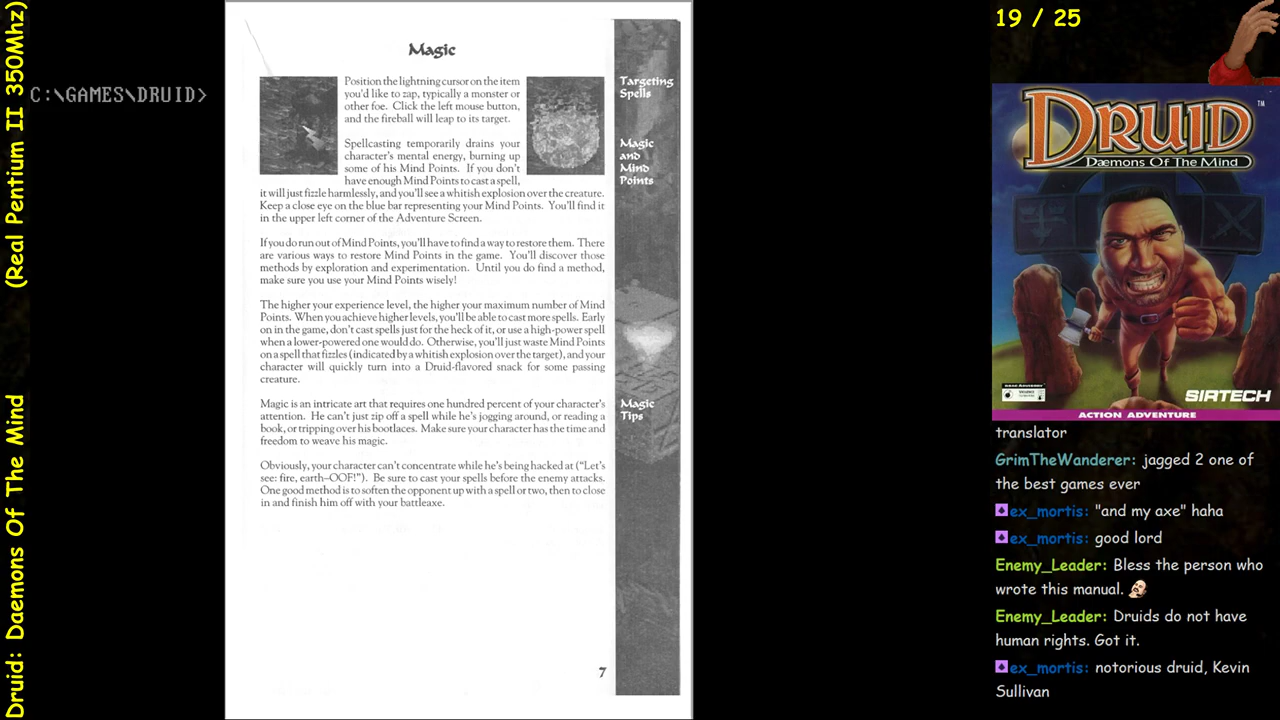 Druid: Daemons Of The Mind (Real Pentium II 350Mhz)
C:\GAMES\DRUID>
Magic
Position the lightning cursor on the item
you'd like to zap, typically a monster or
other foe. Click the left mouse button,
and the fireball will leap to its target.
Spellcasting temporarily drains your
character's mental energy, burning up
some of his Mind Points. If you don't
have enough Mind Points to cast a spell,
it will just fizzle harmlessly, and you'll see a whitish explosion over the creature.
Keep a close eye on the blue bar representing your Mind Points. You'll find it
in the upper left corner of the Adventure Screen.
If you do run out of Mind Points, you'll have to find a way to restore them. There
are various ways to restore Mind Points in the game. You'll discover those
methods by exploration and experimentation. Until you do find a method,
make sure you use your Mind Points wisely!
The higher your experience level, the higher your maximum number of Mind
Points. When you achieve higher levels, you'll be able to cast more spells. Early
on in the game, don't cast spells just for the heck of it, or use a high-power spell
when a lower-powered one would do. Otherwise, you'll just waste Mind Points
on a spell that fizzles (indicated by a whitish explosion over the target), and your
character will quickly turn into a Druid-flavored snack for some passing
creature.
Magic is an intricate art that requires one hundred percent of your character's
attention. He can't just zip off a spell while he's jogging around, or reading a
book, or tripping over his bootlaces. Make sure your character has the time and
freedom to weave his magic.
Obviously, your character can't concentrate while he's being hacked at ("Let's
see: fire, earth–OOF!"). Be sure to cast your spells before the enemy attacks.
One good method is to soften the opponent up with a spell or two, then to close
in and finish him off with your battleaxe.
7
Targeting
Spells
Magic
and
Mind
Points
Magic
Tips
19 / 25
DRUID™
Dæmons Of The Mind
SIRTECH
ACTION ADVENTURE
translator
GrimTheWanderer: jagged 2 one of
the best games ever
ex_mortis: "and my axe" haha
ex_mortis: good lord
Enemy_Leader: Bless the person who
wrote this manual.
Enemy_Leader: Druids do not have
human rights. Got it.
ex_mortis: notorious druid, Kevin
Sullivan